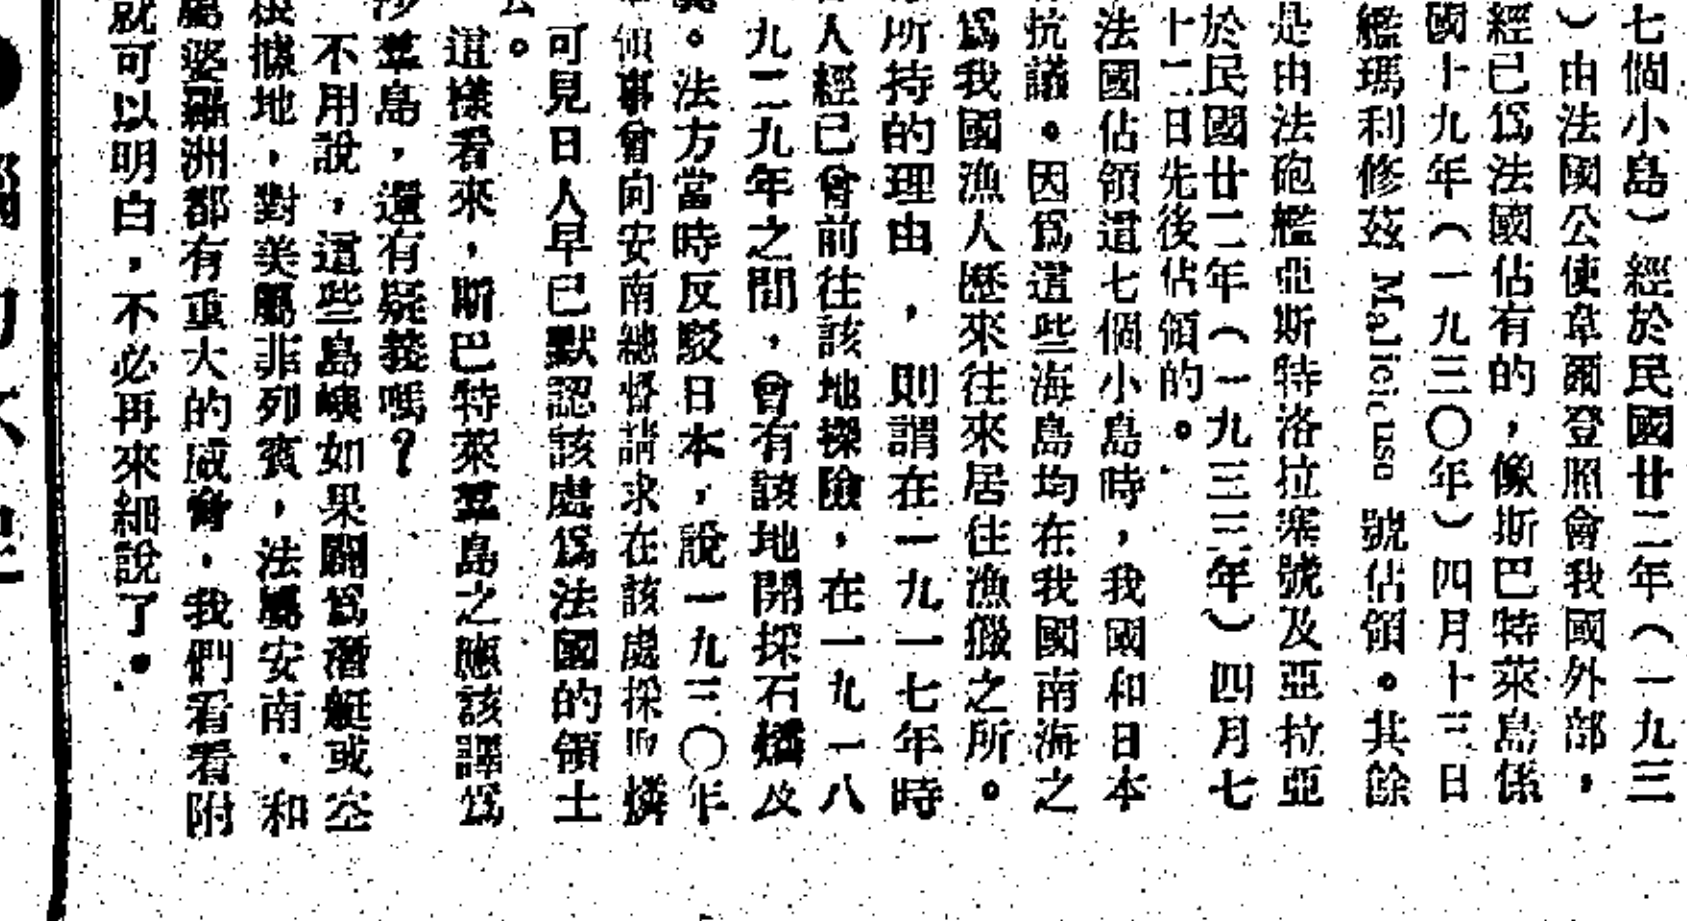 七個小島)經於民國廿二年(一九三
)由法國公使韋爾登照會我國外部，
經已爲法國佔有的，像斯巴特萊島係
國十九年(一九三〇年)四月十三日
艦瑪利修茲 Malicieuse 號佔領。其餘
是由法砲艦亞斯特洛拉塞號及亞拉亞
於民國廿二年(一九三三年)四月七
十二日先後佔領的。
法國佔領這七個小島時，我國和日本
抗議。因爲這些海島均在我國南海之
爲我國漁人歷來往來居住漁獵之所。
所持的理由，則謂在一九一七年時
人經已會前往該地探險，在一九一八
九二九年之間，會有該地開採石燐及
。法方當時反駁日本，說一九三〇年
領事會向安南總督請求在該處採取燐
可見日人早已默認該處爲法國的領土
。
這樣看來，斯巴特萊羣島之應該譯爲
沙羣島，還有疑義嗎？
不用說，這些島嶼如果闢爲潛艇或空
根據地，對美屬非列賓，法屬安南，和
屬婆羅洲都有重大的威脅，我們看看附
就可以明白，不必再來細說了。